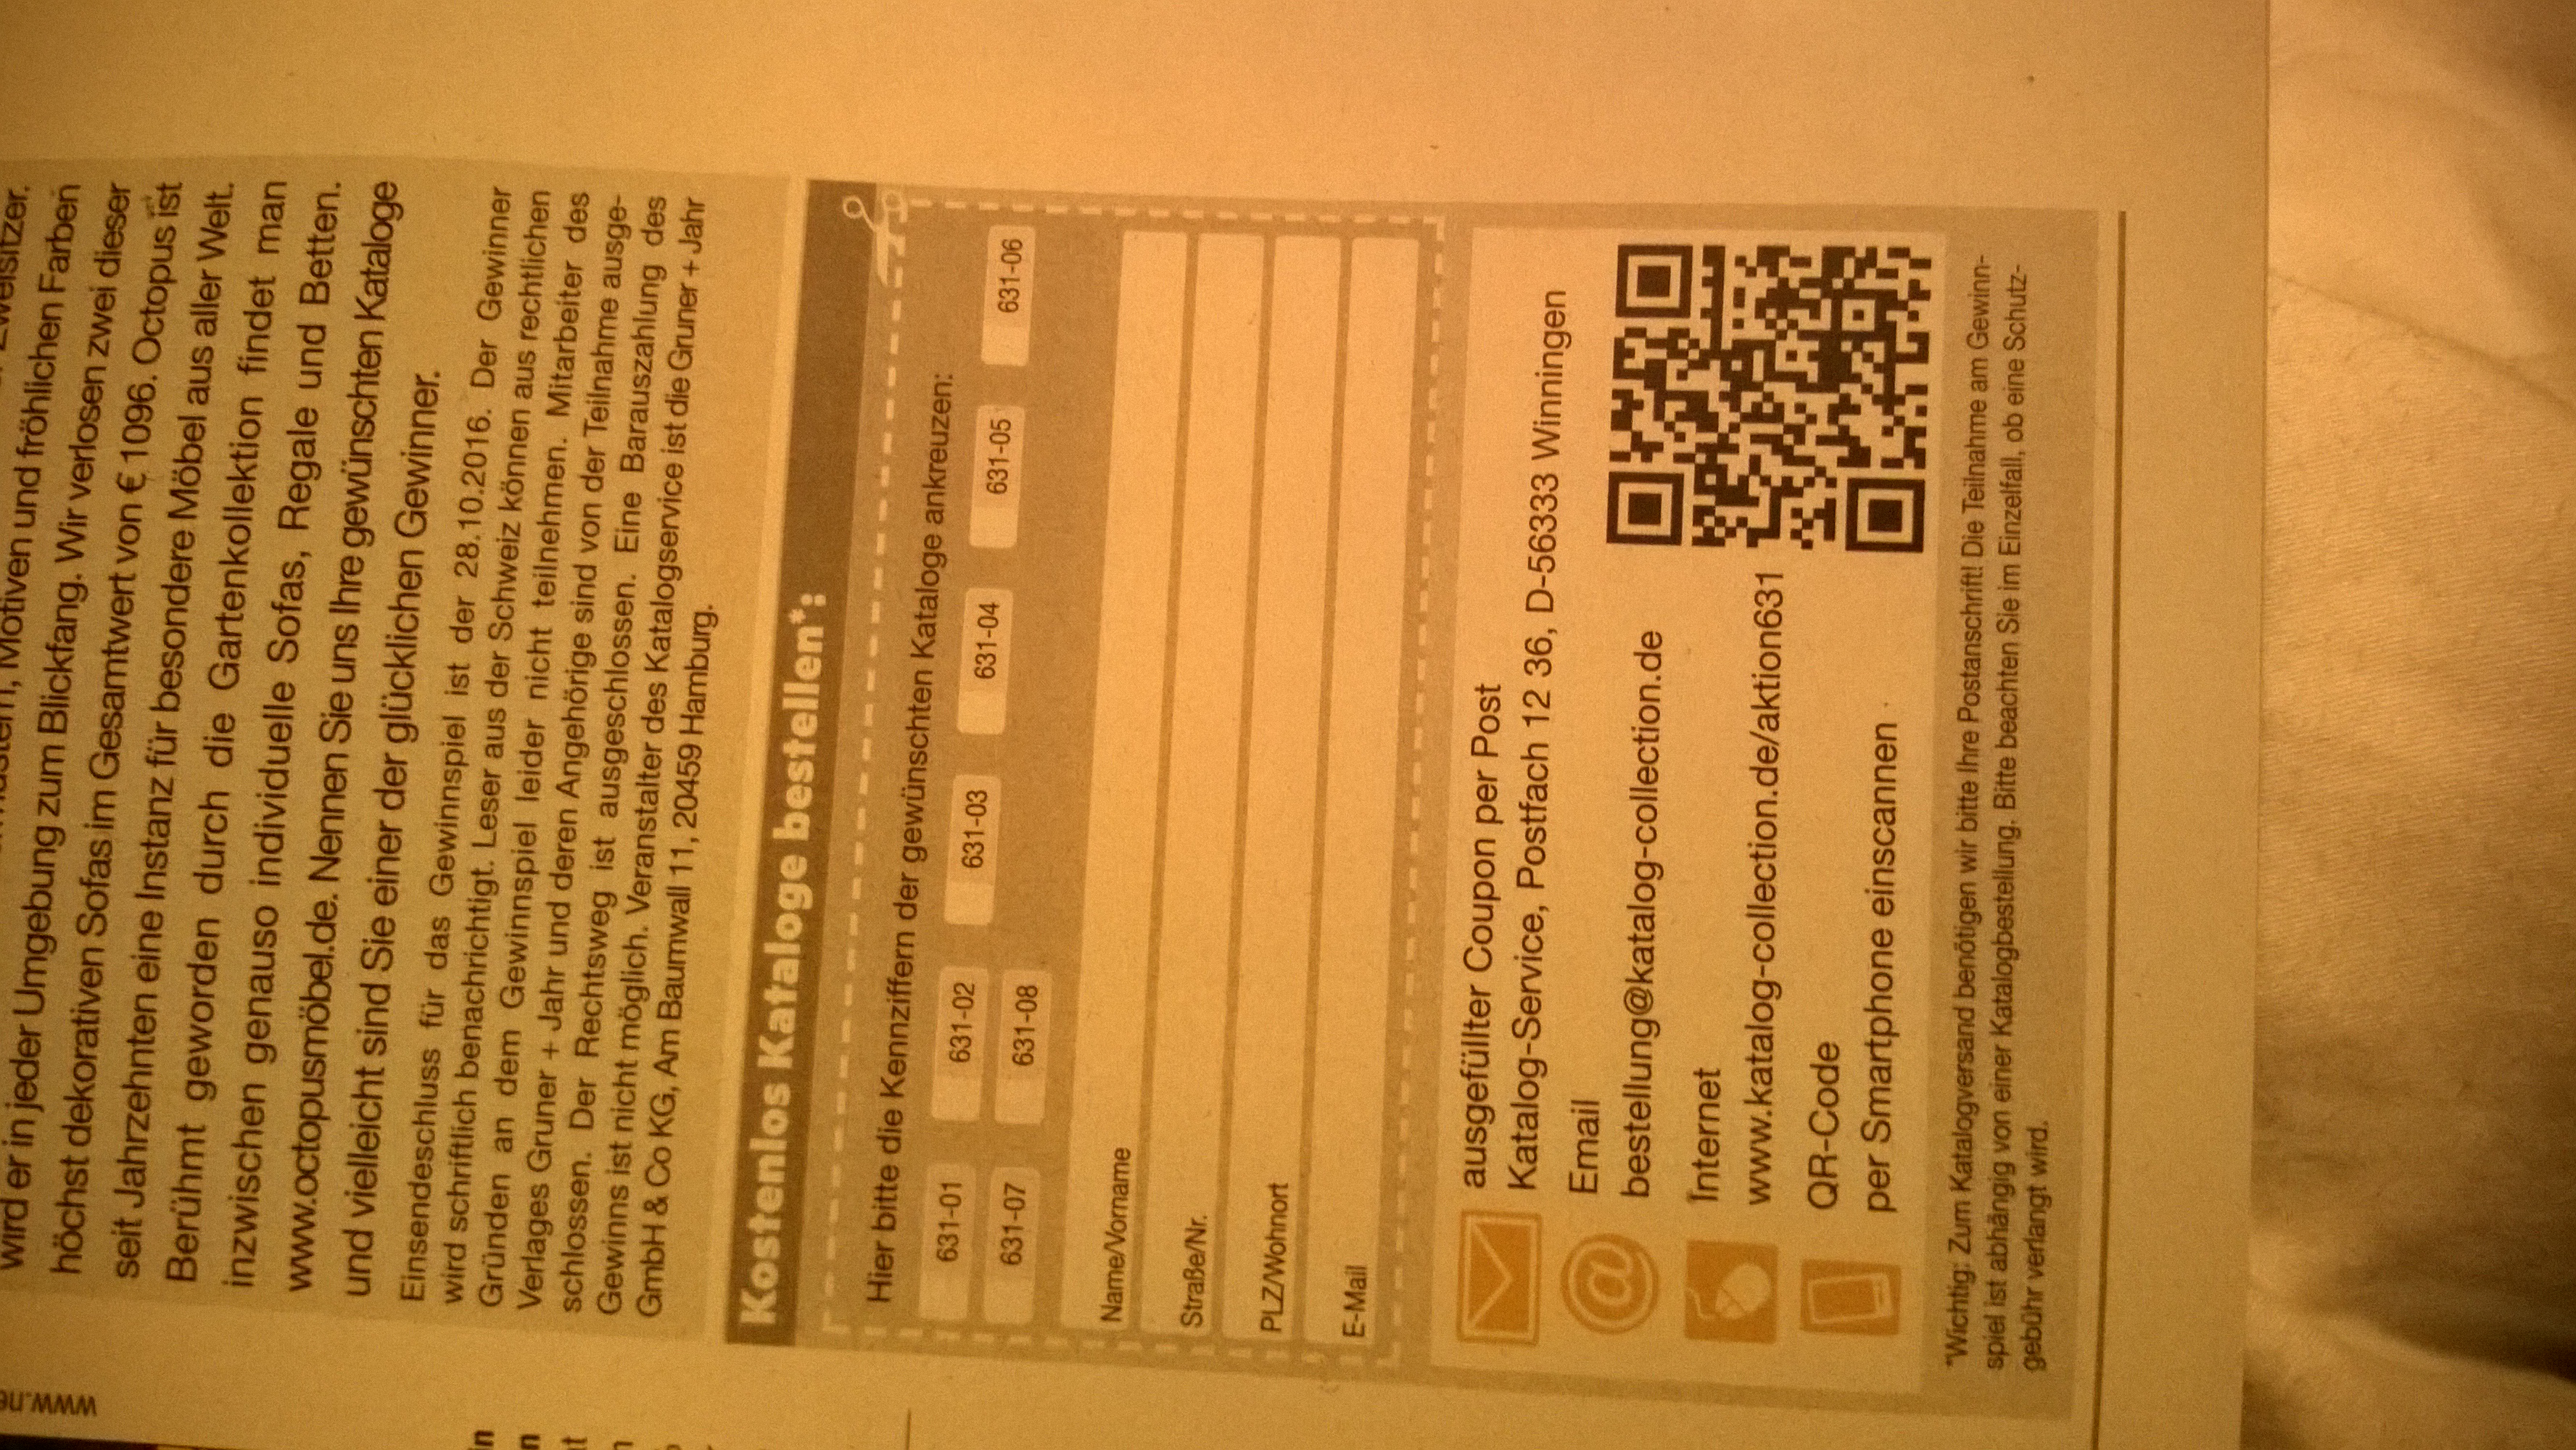 Zweisitzer.
Motiven und fröhlichen Farben
wird er in jeder Umgebung zum Blickfang. Wir verlosen zwei dieser
höchst dekorativen Sofas im Gesamtwert von € 1096. Octopus ist
seit Jahrzehnten eine Instanz für besondere Möbel aus aller Welt.
Berühmt geworden durch die Gartenkollektion findet man
inzwischen genauso individuelle Sofas, Regale und Betten.
www.octopusmöbel.de. Nennen Sie uns Ihre gewünschten Kataloge
und vielleicht sind Sie einer der glücklichen Gewinner.
Einsendeschluss für das Gewinnspiel ist der 28.10.2016. Der Gewinner
wird schriftlich benachrichtigt. Leser aus der Schweiz können aus rechtlichen
Gründen an dem Gewinnspiel leider nicht teilnehmen. Mitarbeiter des
Verlages Gruner + Jahr und deren Angehörige sind von der Teilnahme ausge-
schlossen. Der Rechtsweg ist ausgeschlossen. Eine Barauszahlung des
Gewinns ist nicht möglich. Veranstalter des Katalogservice ist die Gruner + Jahr
GmbH & Co KG, Am Baumwall 11, 20459 Hamburg.
Kostenlos Kataloge bestellen*:
Hier bitte die Kennziffern der gewünschten Kataloge ankreuzen:
631-01 631-02 631-03 631-04 631-05 631-06
631-07 631-08
Name/Vorname
Straße/Nr.
PLZ/Wohnort
E-Mail
ausgefüllter Coupon per Post
Katalog-Service, Postfach 12 36, D-56333 Winningen
@ Email
bestellung@katalog-collection.de
Internet
www.katalog-collection.de/aktion631
QR-Code
per Smartphone einscannen
*Wichtig: Zum Katalogversand benötigen wir bitte Ihre Postanschrift! Die Teilnahme am Gewinn-
spiel ist abhängig von einer Katalogbestellung. Bitte beachten Sie im Einzelfall, ob eine Schutz-
gebühr verlangt wird.